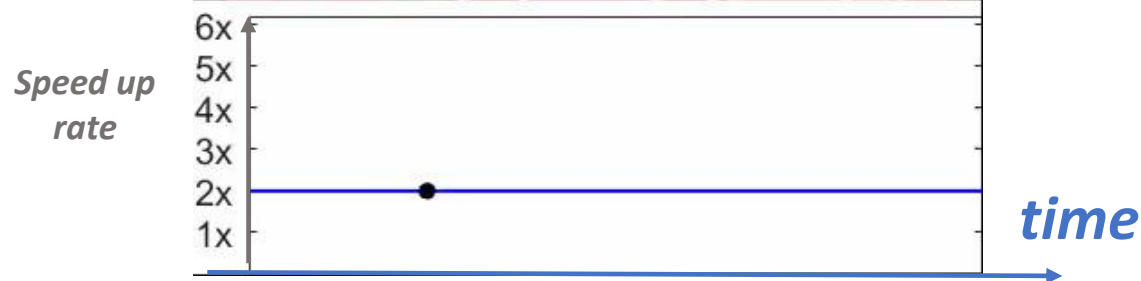 6x
5x
4x
3x
2x
1x
Speed up
rate
time